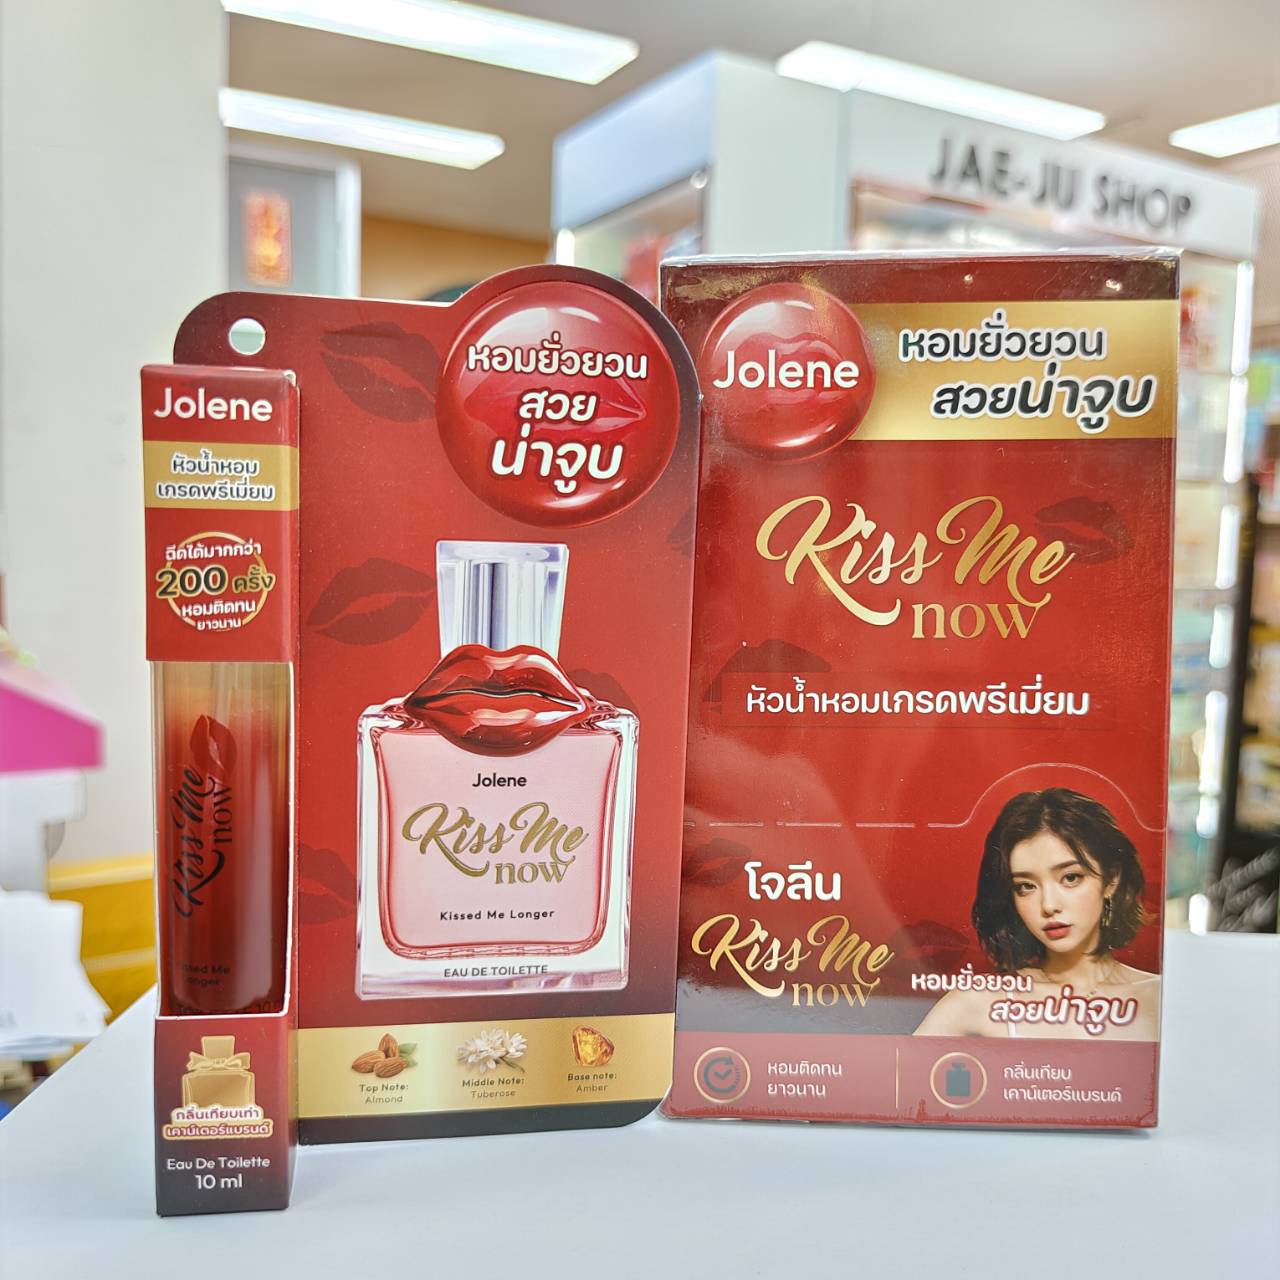 JAE-JU SHOP
Jolene
หัวน้ำหอม
เกรดพรีเมี่ยม
ฉีดได้มากกว่า
200 ครั้ง
หอมติดทน
ยาวนาน
Kiss Me
now
Kissed Me
Longer
กลิ่นเทียบเท่า
เคาน์เตอร์แบรนด์
Eau De Toilette
10 ml
หอมยั่วยวน
สวย
น่าจูบ
Jolene
Kiss Me
now
Kissed Me Longer
EAU DE TOILETTE
Top Note:
Almond
Middle Note:
Tuberose
Base note:
Amber
Jolene
หอมยั่วยวน
สวยน่าจูบ
Kiss Me
now
หัวน้ำหอมเกรดพรีเมี่ยม
โจลีน
Kiss Me
now
หอมยั่วยวน
สวยน่าจูบ
หอมติดทน
ยาวนาน
กลิ่นเทียบ
เคาน์เตอร์แบรนด์